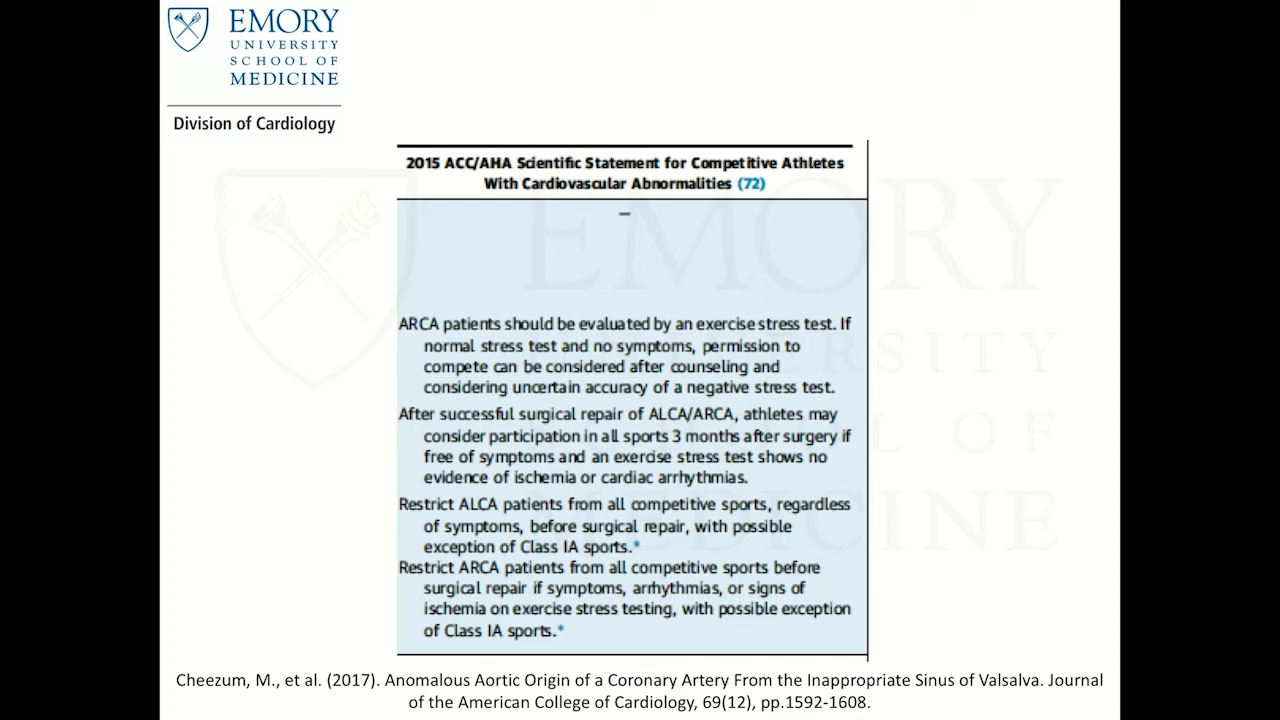 EMORY
UNIVERSITY
SCHOOL OF
MEDICINE
Division of Cardiology
2015 ACC/AHA Scientific Statement for Competitive Athletes
With Cardiovascular Abnormalities (72)
–
ARCA patients should be evaluated by an exercise stress test. If
normal stress test and no symptoms, permission to
compete can be considered after counseling and
considering uncertain accuracy of a negative stress test.
After successful surgical repair of ALCA/ARCA, athletes may
consider participation in all sports 3 months after surgery if
free of symptoms and an exercise stress test shows no
evidence of ischemia or cardiac arrhythmias.
Restrict ALCA patients from all competitive sports, regardless
of symptoms, before surgical repair, with possible
exception of Class IA sports.*
Restrict ARCA patients from all competitive sports before
surgical repair if symptoms, arrhythmias, or signs of
ischemia on exercise stress testing, with possible exception
of Class IA sports.*
EMORY
UNIVERSITY
SCHOOL OF
MEDICINE
Cheezum, M., et al. (2017). Anomalous Aortic Origin of a Coronary Artery From the Inappropriate Sinus of Valsalva. Journal
of the American College of Cardiology, 69(12), pp.1592-1608.